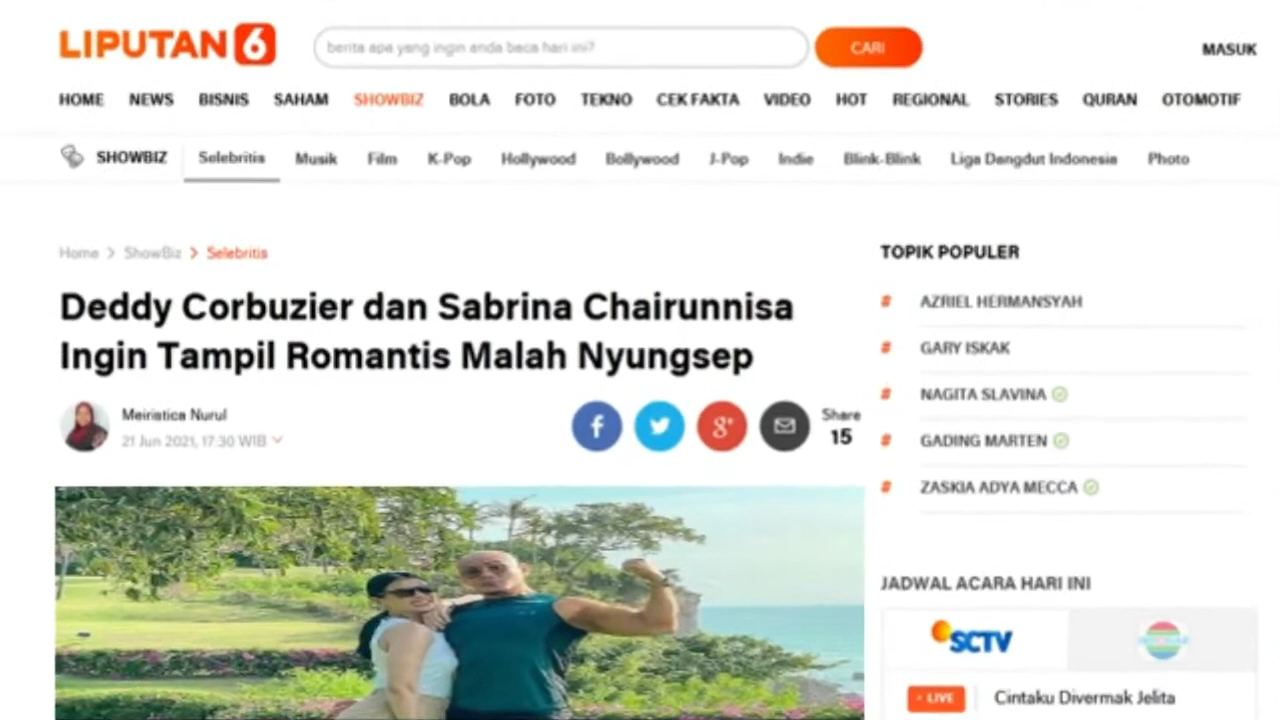 LIPUTAN 6
berita apa yang ingin anda baca hari ini?
CARI
MASUK
HOME NEWS BISNIS SAHAM SHOWBIZ BOLA FOTO TEKNO CEK FAKTA VIDEO HOT REGIONAL STORIES QURAN OTOMOTIF
SHOWBIZ Selebritis Musik Film K-Pop Hollywood Bollywood J-Pop Indie Blink-Blink Liga Dangdut Indonesia Photo
Home > ShowBiz > Selebritis
Deddy Corbuzier dan Sabrina Chairunnisa
Ingin Tampil Romantis Malah Nyungsep
Meiristica Nurul
21 Jun 2021, 17:30 WIB
Share
15
TOPIK POPULER
# AZRIEL HERMANSYAH
# GARY ISKAK
# NAGITA SLAVINA
# GADING MARTEN
# ZASKIA ADYA MECCA
JADWAL ACARA HARI INI
SCTV
LIVE Cintaku Divermak Jelita